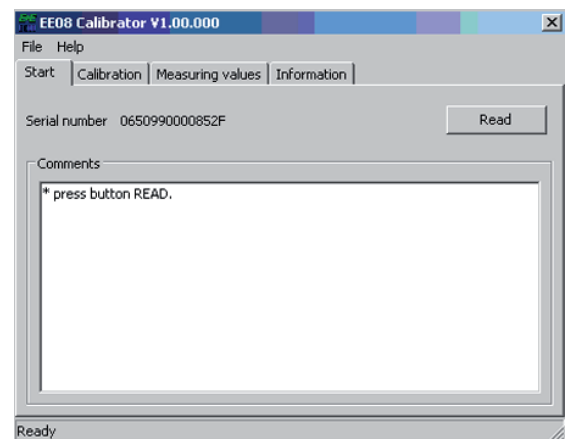 EE08 Calibrator V1.00.000
File Help
Start Calibration Measuring values Information
Serial number 0650990000852F Read
Comments
* press button READ.
Ready